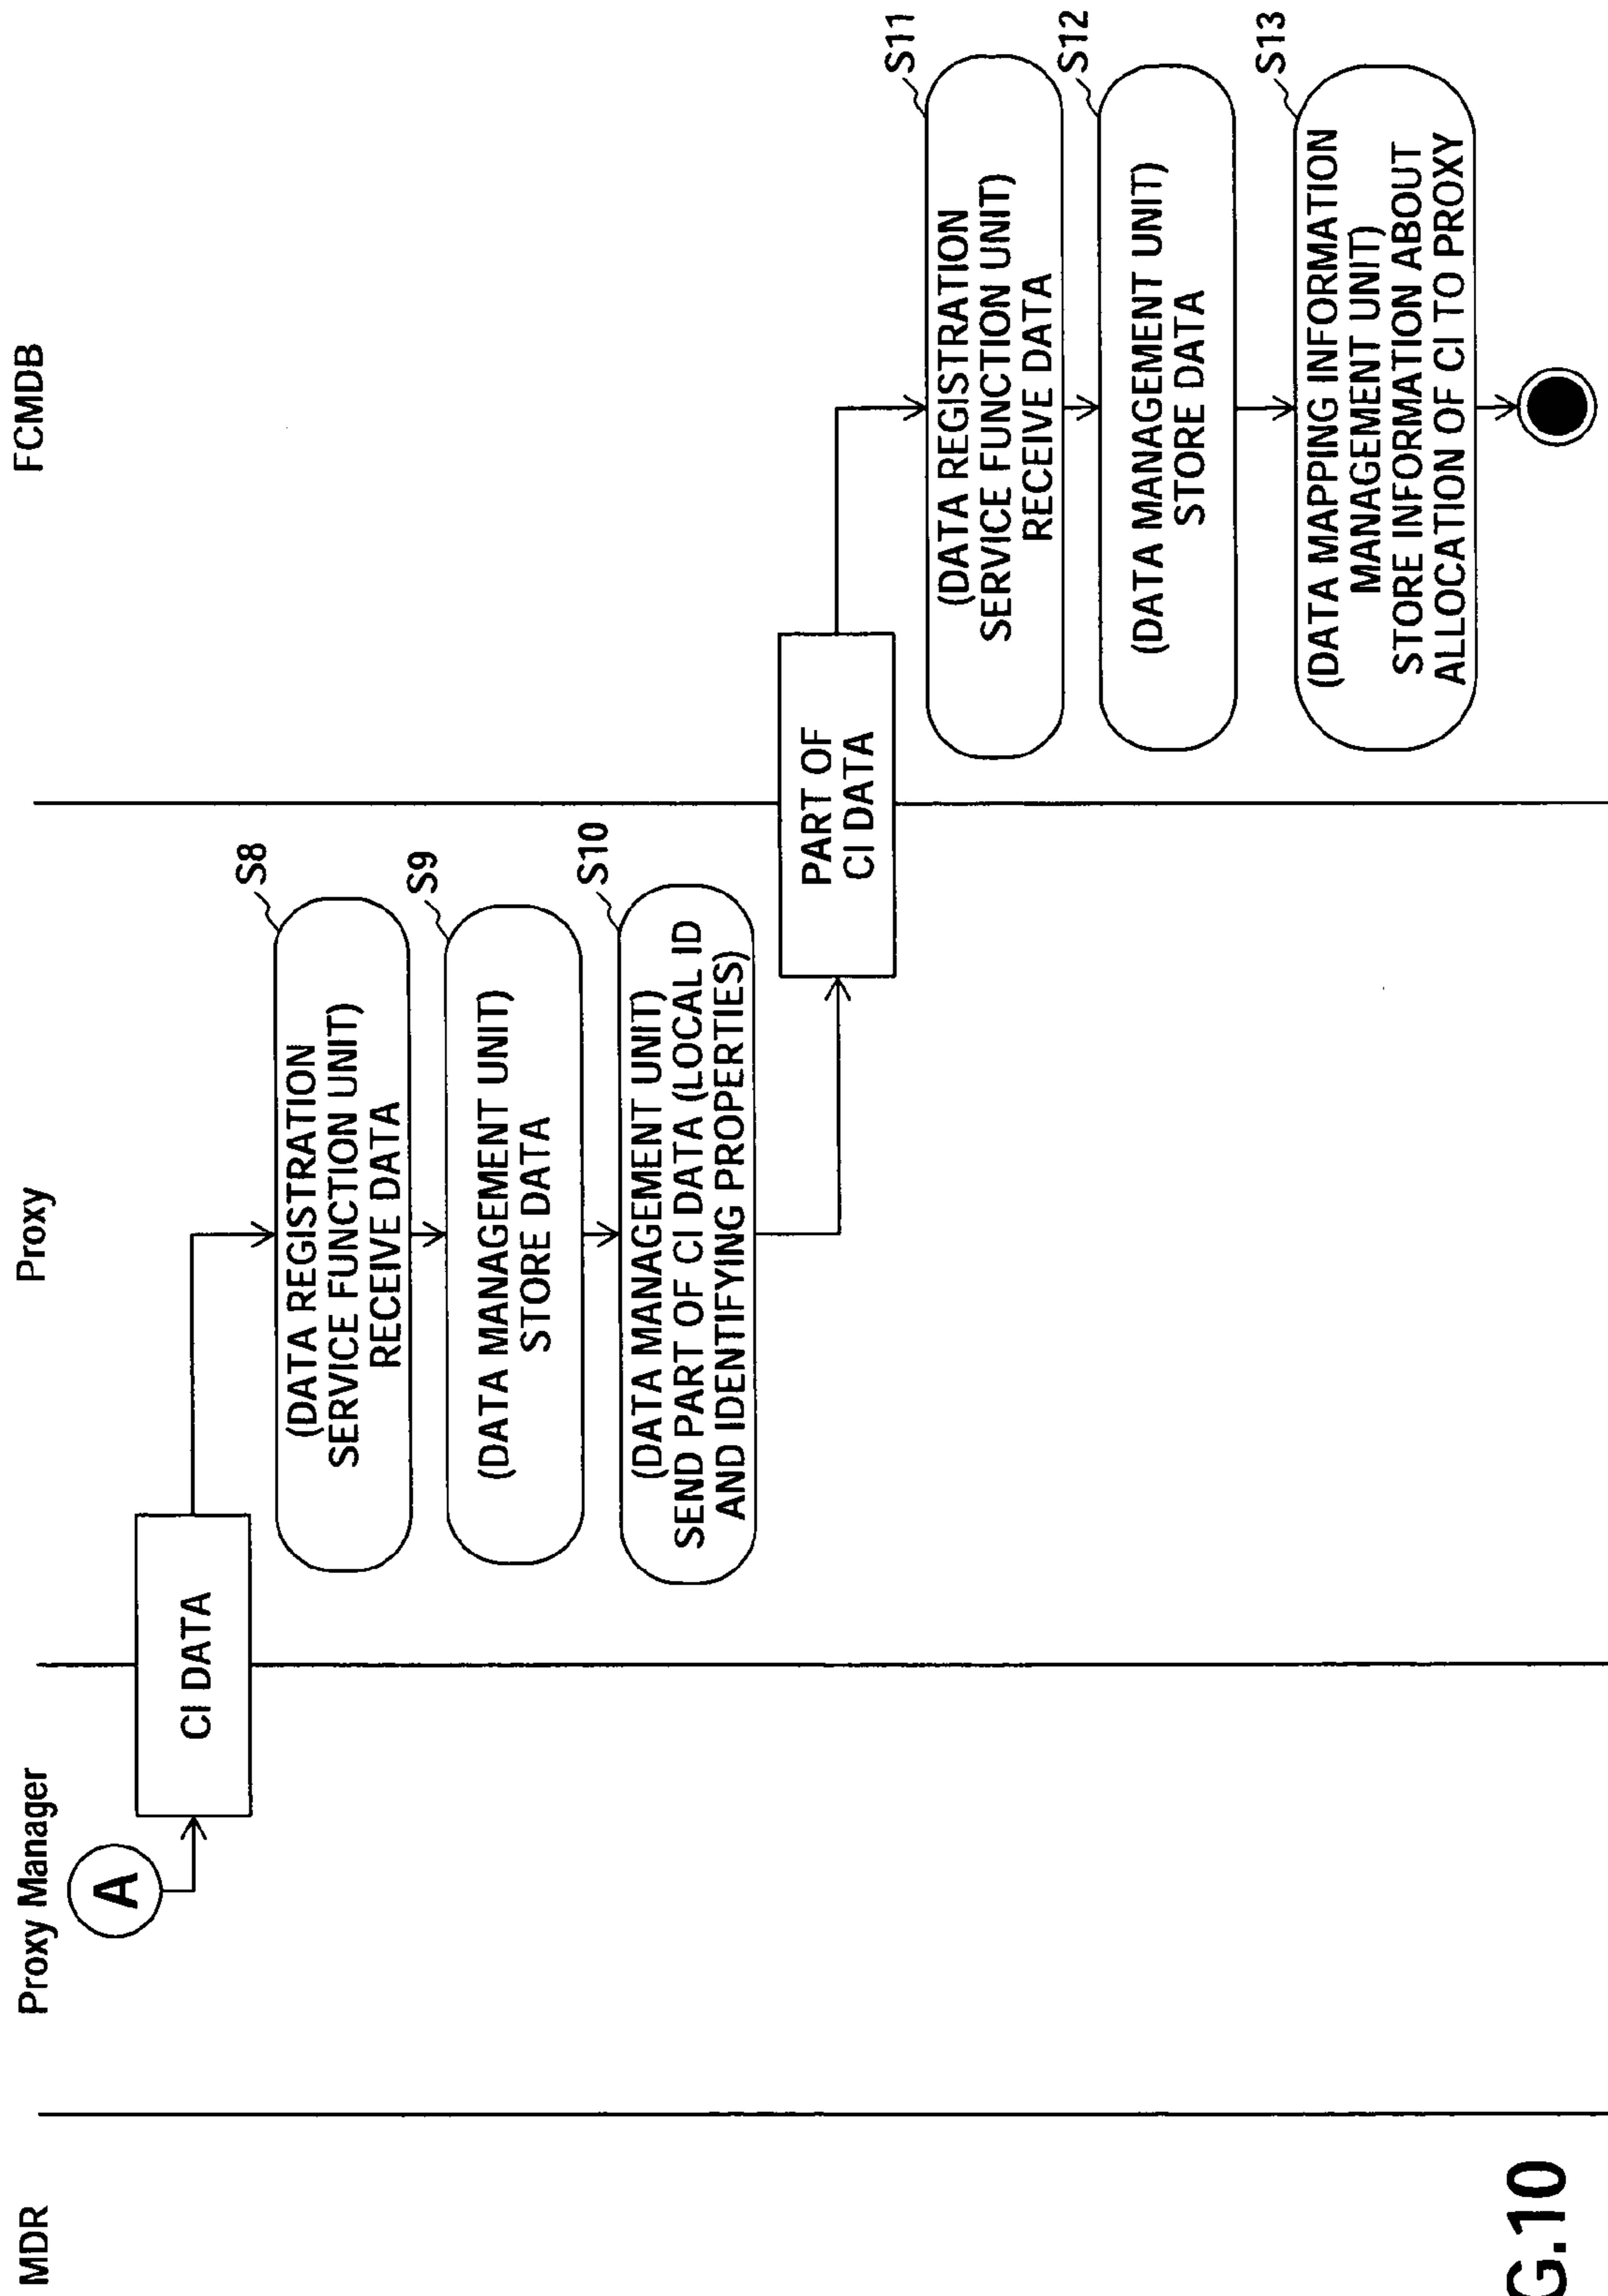 MDR
Proxy Manager
Proxy
FCMDB
A
CI DATA
S8
(DATA REGISTRATION
SERVICE FUNCTION UNIT)
RECEIVE DATA
S9
(DATA MANAGEMENT UNIT)
STORE DATA
S10
(DATA MANAGEMENT UNIT)
SEND PART OF CI DATA (LOCAL ID
AND IDENTIFYING PROPERTIES)
PART OF
CI DATA
S11
(DATA REGISTRATION
SERVICE FUNCTION UNIT)
RECEIVE DATA
S12
(DATA MANAGEMENT UNIT)
STORE DATA
S13
(DATA MAPPING INFORMATION
MANAGEMENT UNIT)
STORE INFORMATION ABOUT
ALLOCATION OF CI TO PROXY
G.10